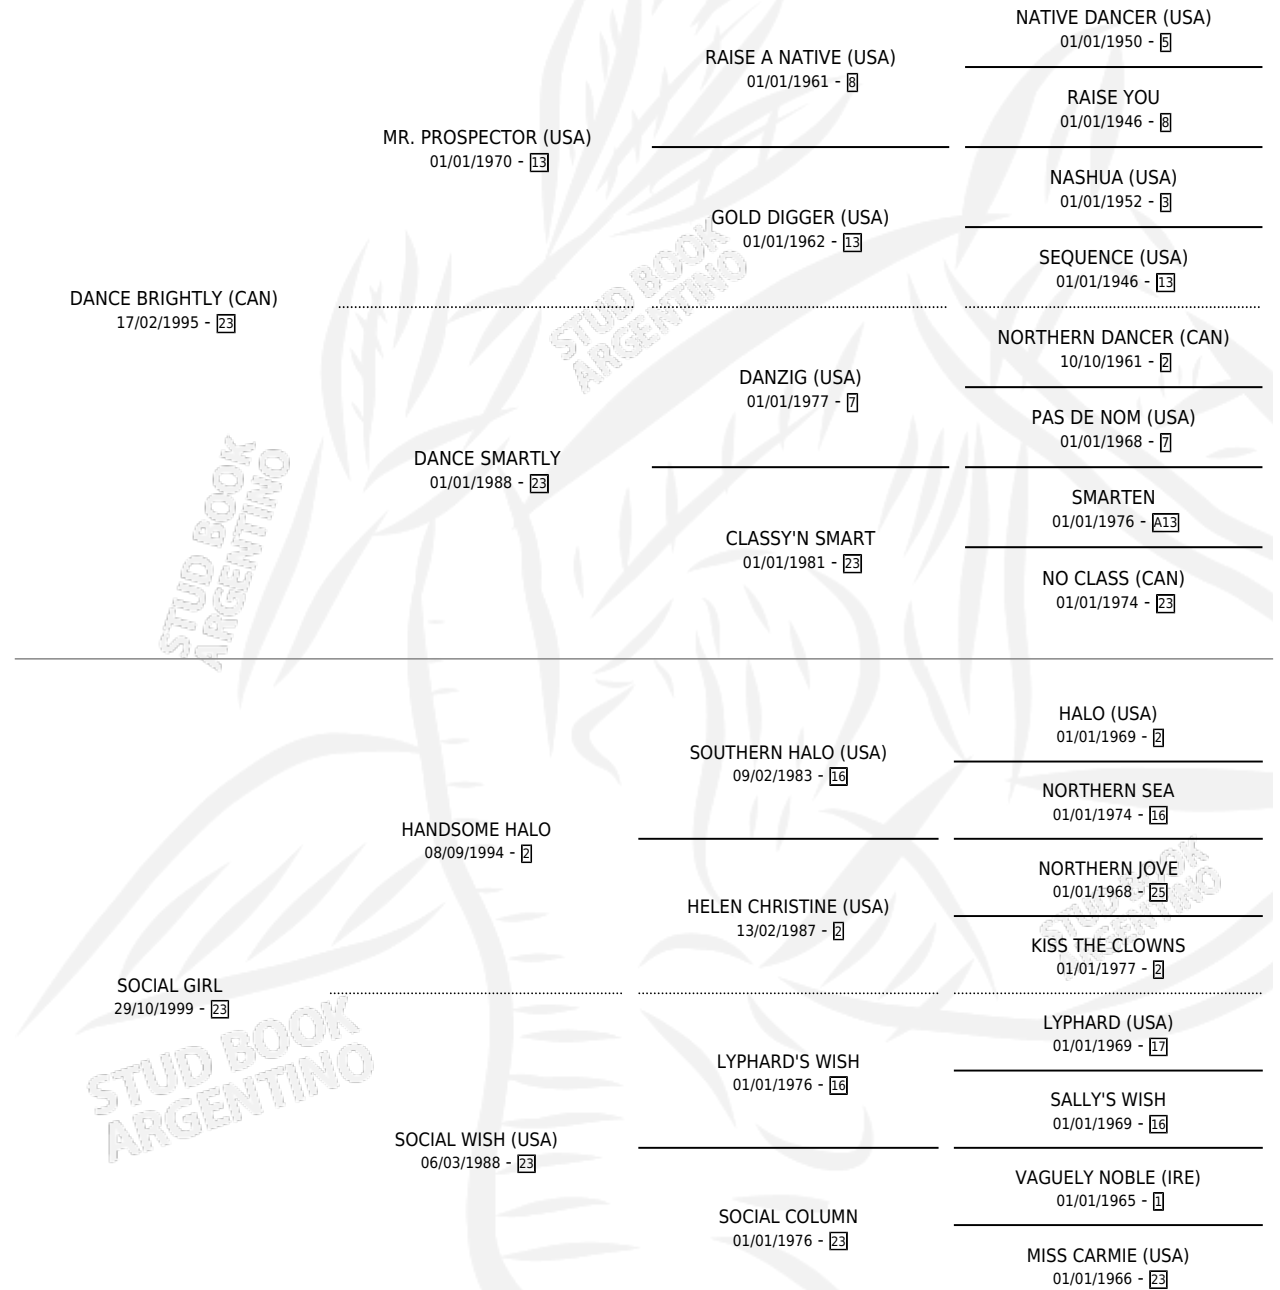 NATIVE DANCER (USA)
01/01/1950 - 5
RAISE A NATIVE (USA)
01/01/1961 - 8
RAISE YOU
01/01/1946 - 8
MR. PROSPECTOR (USA)
01/01/1970 - 13
NASHUA (USA)
01/01/1952 - 3
GOLD DIGGER (USA)
01/01/1962 - 13
SEQUENCE (USA)
01/01/1946 - 13
DANCE BRIGHTLY (CAN)
17/02/1995 - 23
NORTHERN DANCER (CAN)
10/10/1961 - 2
DANZIG (USA)
01/01/1977 - 7
PAS DE NOM (USA)
01/01/1968 - 7
DANCE SMARTLY
01/01/1988 - 23
SMARTEN
01/01/1976 - A13
CLASSY'N SMART
01/01/1981 - 23
NO CLASS (CAN)
01/01/1974 - 23
HALO (USA)
01/01/1969 - 2
SOUTHERN HALO (USA)
09/02/1983 - 16
NORTHERN SEA
01/01/1974 - 16
HANDSOME HALO
08/09/1994 - 2
NORTHERN JOVE
01/01/1968 - 25
HELEN CHRISTINE (USA)
13/02/1987 - 2
KISS THE CLOWNS
01/01/1977 - 2
SOCIAL GIRL
29/10/1999 - 23
LYPHARD (USA)
01/01/1969 - 17
LYPHARD'S WISH
01/01/1976 - 16
SALLY'S WISH
01/01/1969 - 16
SOCIAL WISH (USA)
06/03/1988 - 23
VAGUELY NOBLE (IRE)
01/01/1965 - 1
SOCIAL COLUMN
01/01/1976 - 23
MISS CARMIE (USA)
01/01/1966 - 23
STUD BOOK
ARGENTINO
STUD BOOK
ARGENTINO
STUD BOOK
ARGENTINO
STUD BOOK
ARGENTINO